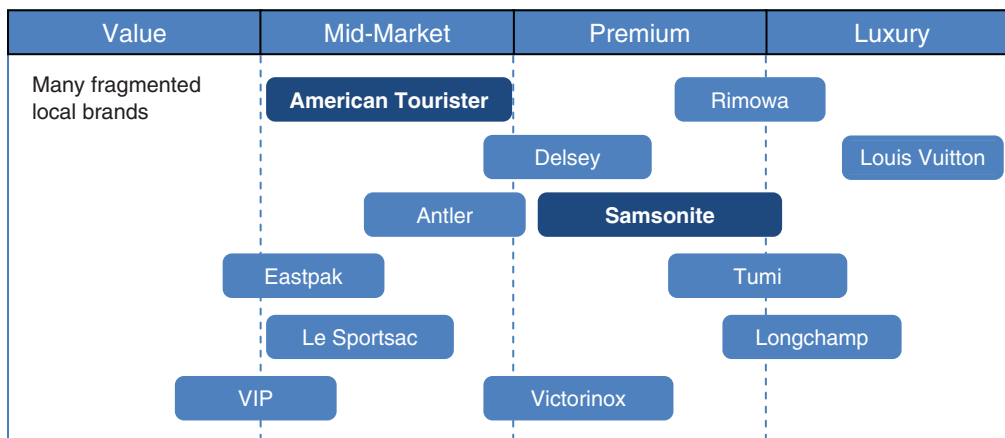 Value
Mid-Market
Premium
Luxury
Many fragmented
local brands
American Tourister
Rimowa
Delsey
Louis Vuitton
Antler
Samsonite
Eastpak
Tumi
Le Sportsac
Longchamp
VIP
Victorinox